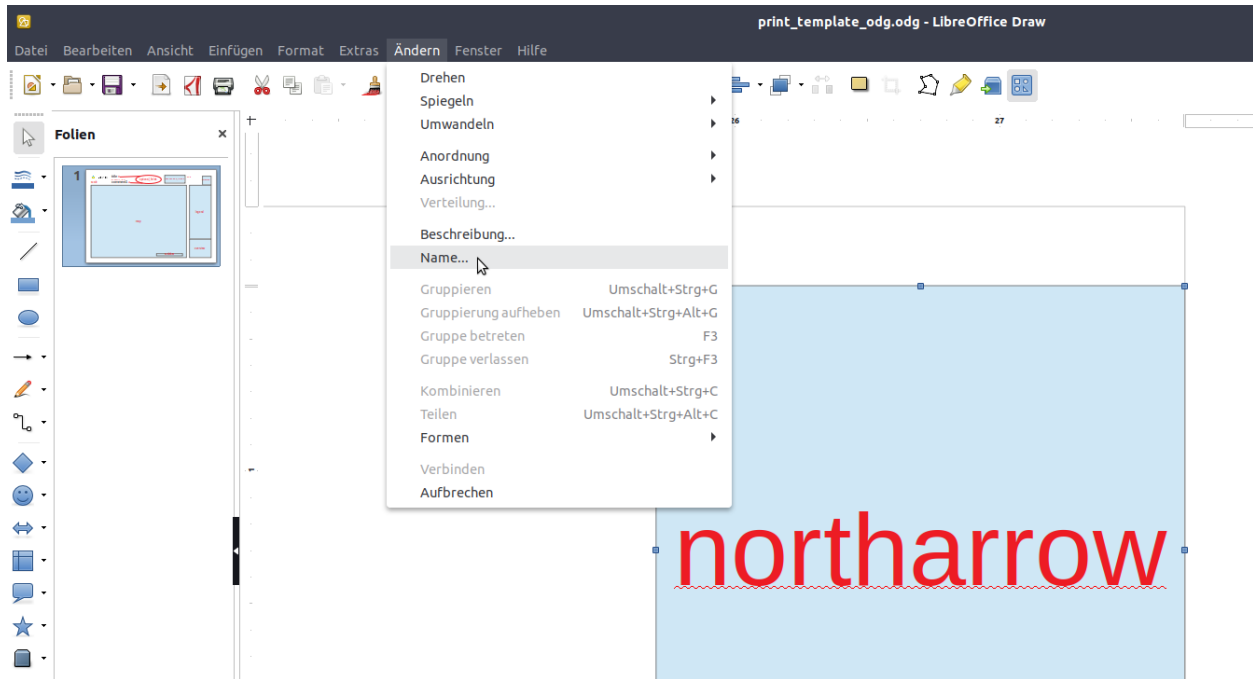 print_template_odg.odg - LibreOffice Draw
Datei Bearbeiten Ansicht Einfügen Format Extras Ändern Fenster Hilfe
Folien
1
26
27
Drehen
Spiegeln
Umwandeln
Anordnung
Ausrichtung
Verteilung...
Beschreibung...
Name...
Gruppieren Umschalt+Strg+G
Gruppierung aufheben Umschalt+Strg+Alt+G
Gruppe betreten F3
Gruppe verlassen Strg+F3
Kombinieren Umschalt+Strg+C
Teilen Umschalt+Strg+Alt+C
Formen
Verbinden
Aufbrechen
northarrow